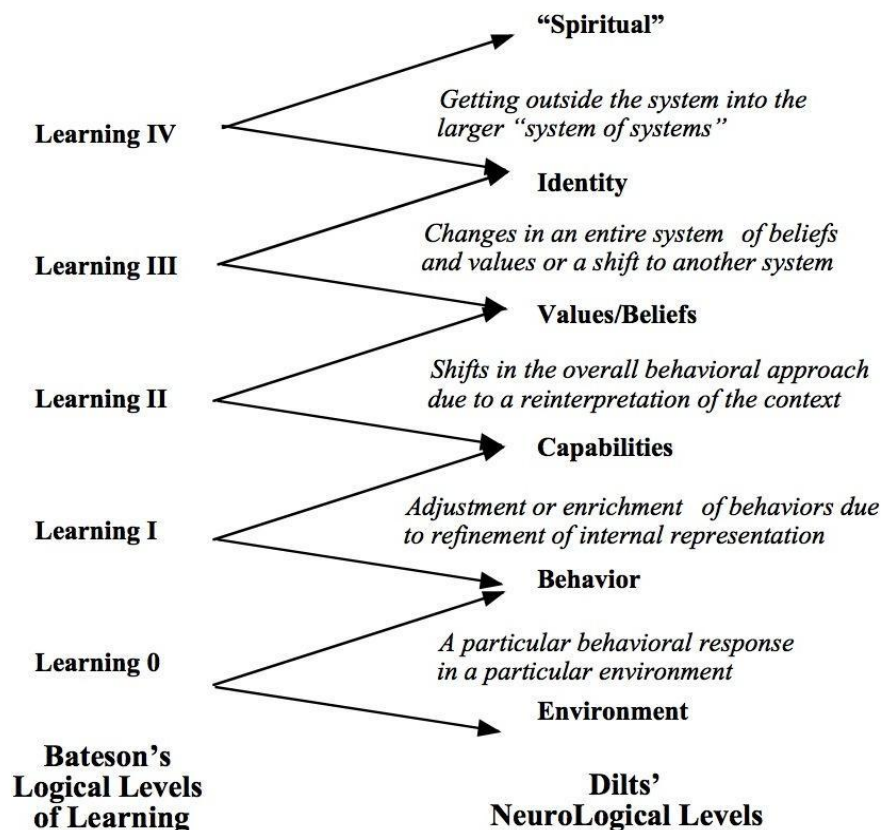 “Spiritual”
Getting outside the system into the
larger “system of systems”
Learning IV
Identity
Changes in an entire system of beliefs
and values or a shift to another system
Learning III
Values/Beliefs
Shifts in the overall behavioral approach
due to a reinterpretation of the context
Learning II
Capabilities
Adjustment or enrichment of behaviors due
to refinement of internal representation
Learning I
Behavior
A particular behavioral response
in a particular environment
Learning 0
Environment
Bateson’s
Logical Levels
of Learning
Dilts’
NeuroLogical Levels